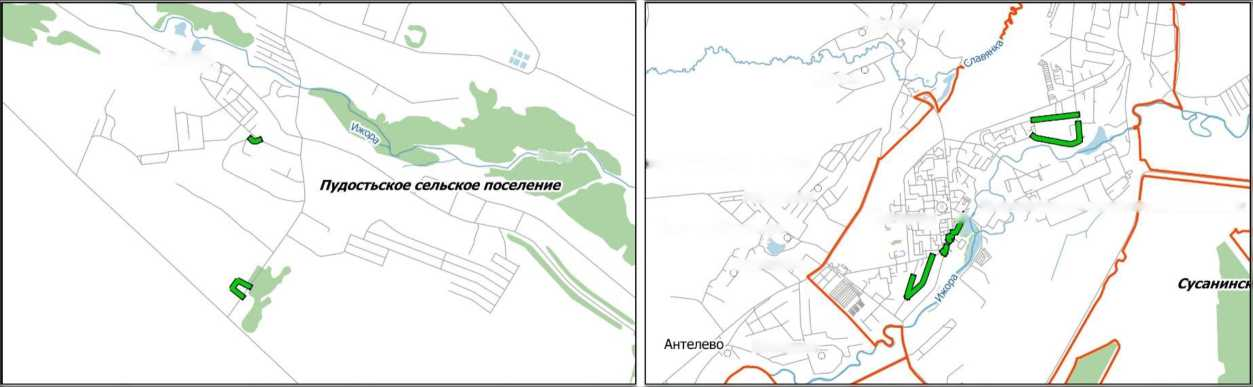 Ижора
Пудостьское сельское поселение
Славянка
Сусанинск
Ижора
Антелево